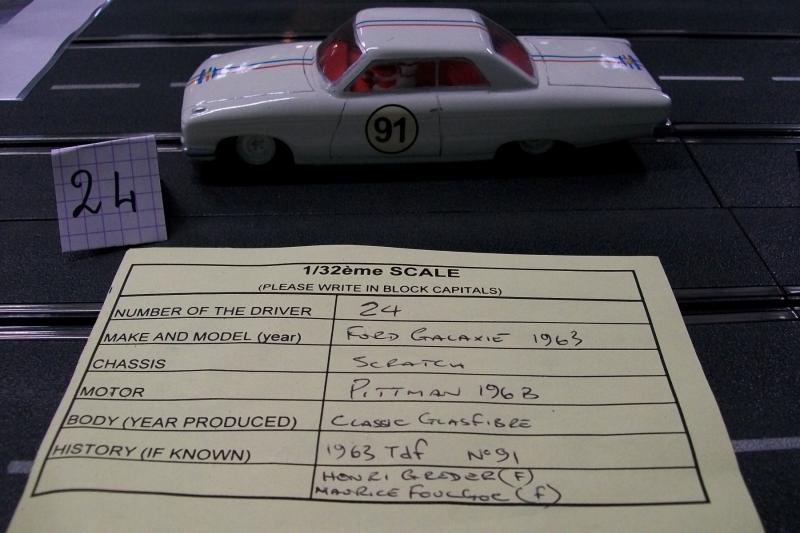 91
24
1/32ème SCALE
(PLEASE WRITE IN BLOCK CAPITALS)
NUMBER OF THE DRIVER 24
MAKE AND MODEL (year) FORD GALAXIE 1963
CHASSIS SCRATCH
MOTOR PITTMAN 196B
BODY (YEAR PRODUCED) CLASSIC GLASFIBRE
HISTORY (IF KNOWN) 1963 Tdf N°91
HENRI GREDER (F)
MAURICE (F)